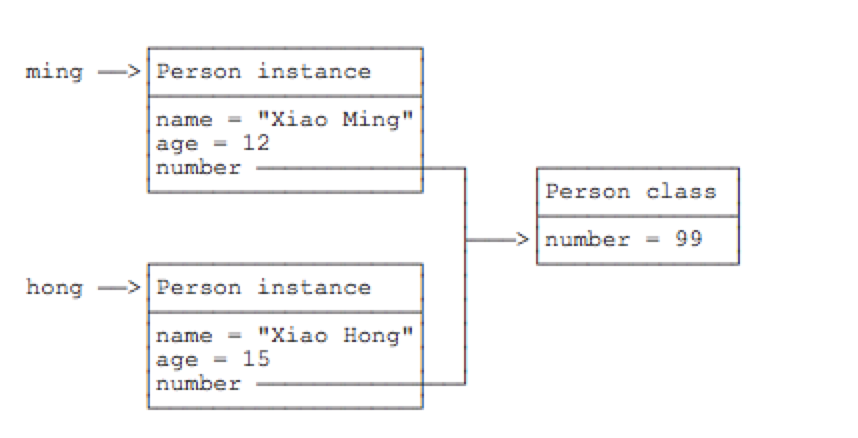 ming ──> Person instance
name = "Xiao Ming"
age = 12
number
Person class
number = 99
hong ──> Person instance
name = "Xiao Hong"
age = 15
number